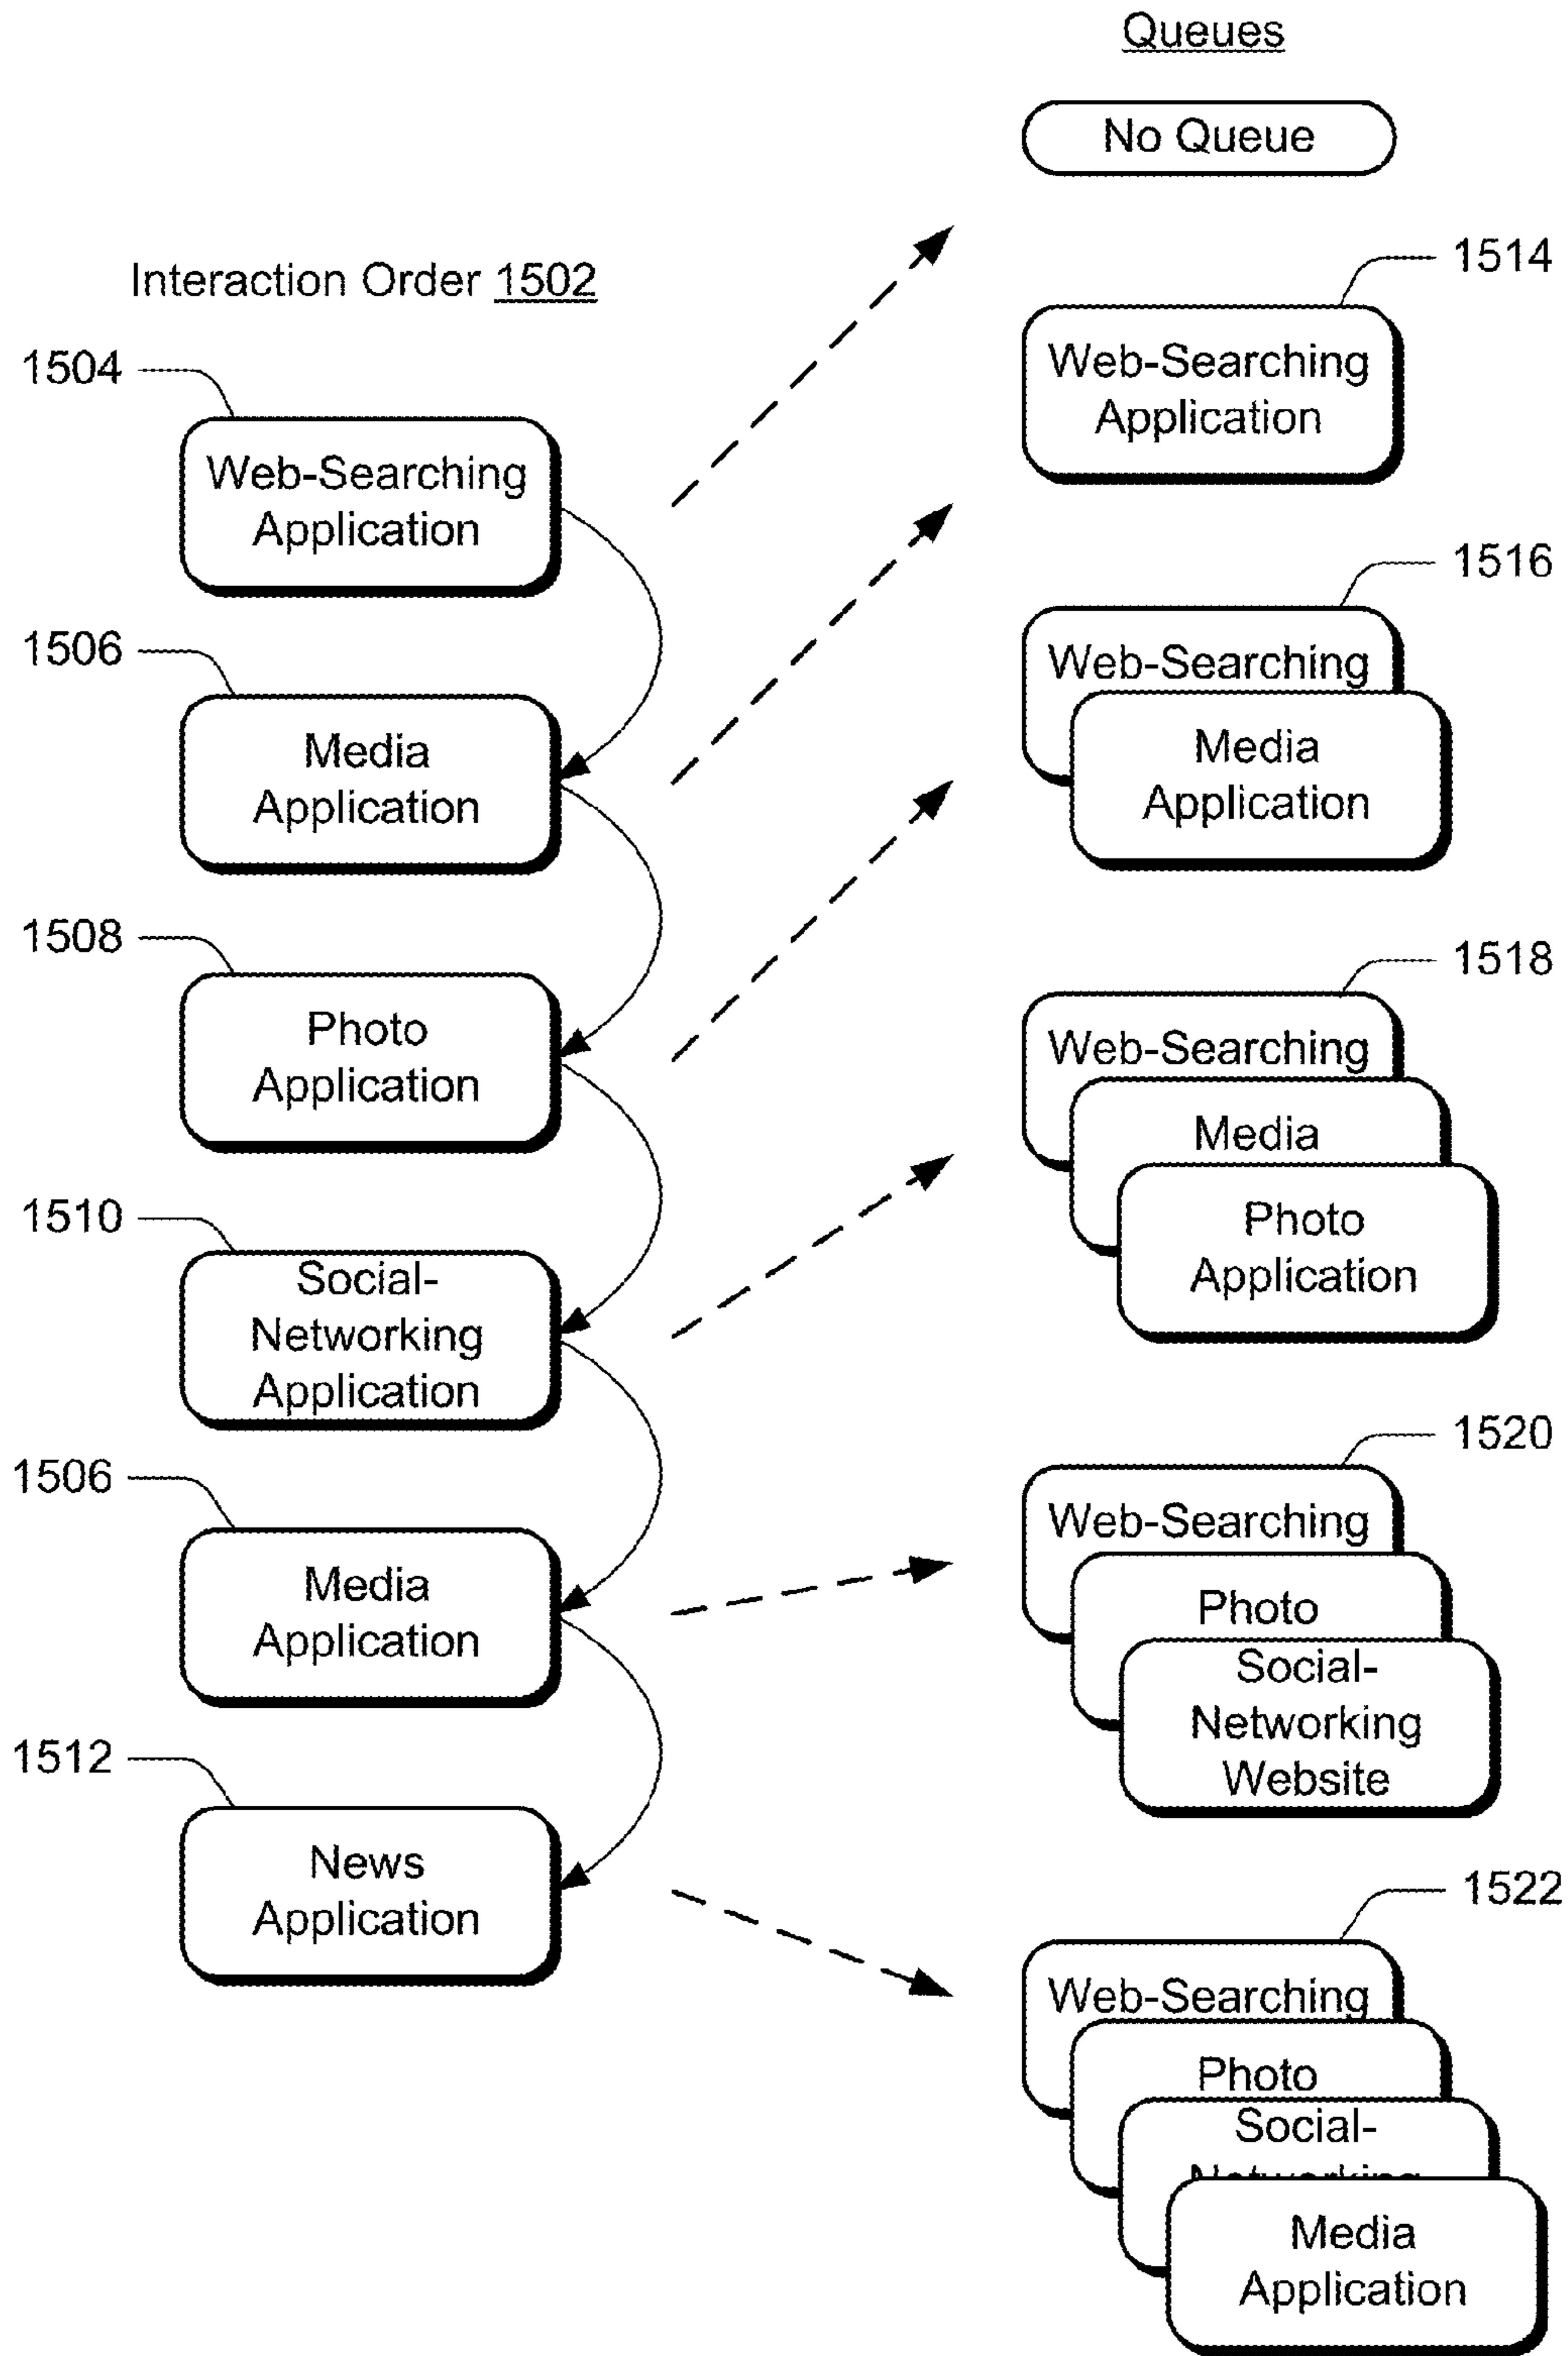 Queues
No Queue
Interaction Order 1502
1504
Web-Searching
Application
1506
Media
Application
1508
Photo
Application
1510
Social-
Networking
Application
1506
Media
Application
1512
News
Application
1514
Web-Searching
Application
1516
Web-Searching
Media
Application
1518
Web-Searching
Media
Photo
Application
1520
Web-Searching
Photo
Social-
Networking
Website
1522
Web-Searching
Photo
Social-
Media
Application